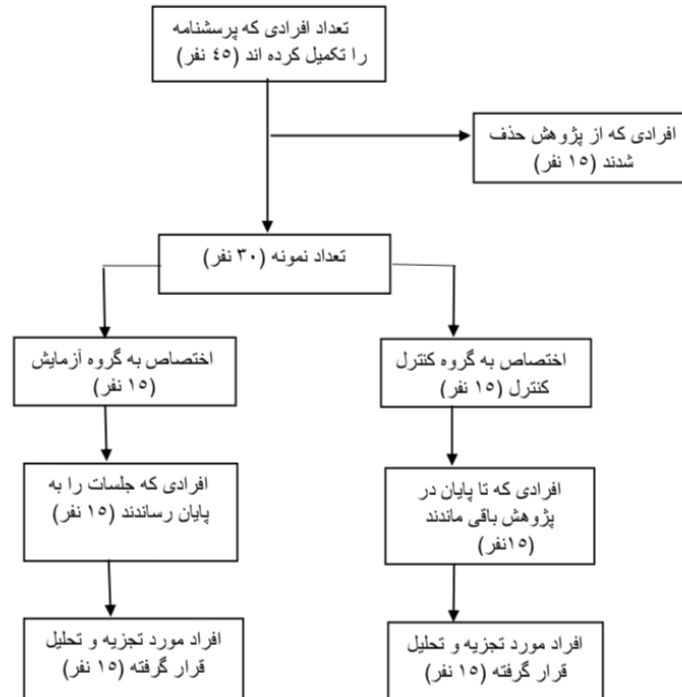 تعداد افرادی که پرسشنامه
را تکمیل کرده اند (٤٥ نفر)
افرادی که از پژوهش حذف
شدند (١٥ نفر)
تعداد نمونه (٣٠ نفر)
اختصاص به گروه کنترل
کنترل (١٥ نفر)
اختصاص به گروه آزمایش
(١٥ نفر)
افرادی که تا پایان در
پژوهش باقی ماندند
(١٥نفر)
افرادی که جلسات را به
پایان رساندند (١٥ نفر)
افراد مورد تجزیه و تحلیل
قرار گرفته (١٥ نفر)
افراد مورد تجزیه و تحلیل
قرار گرفته (١٥ نفر)